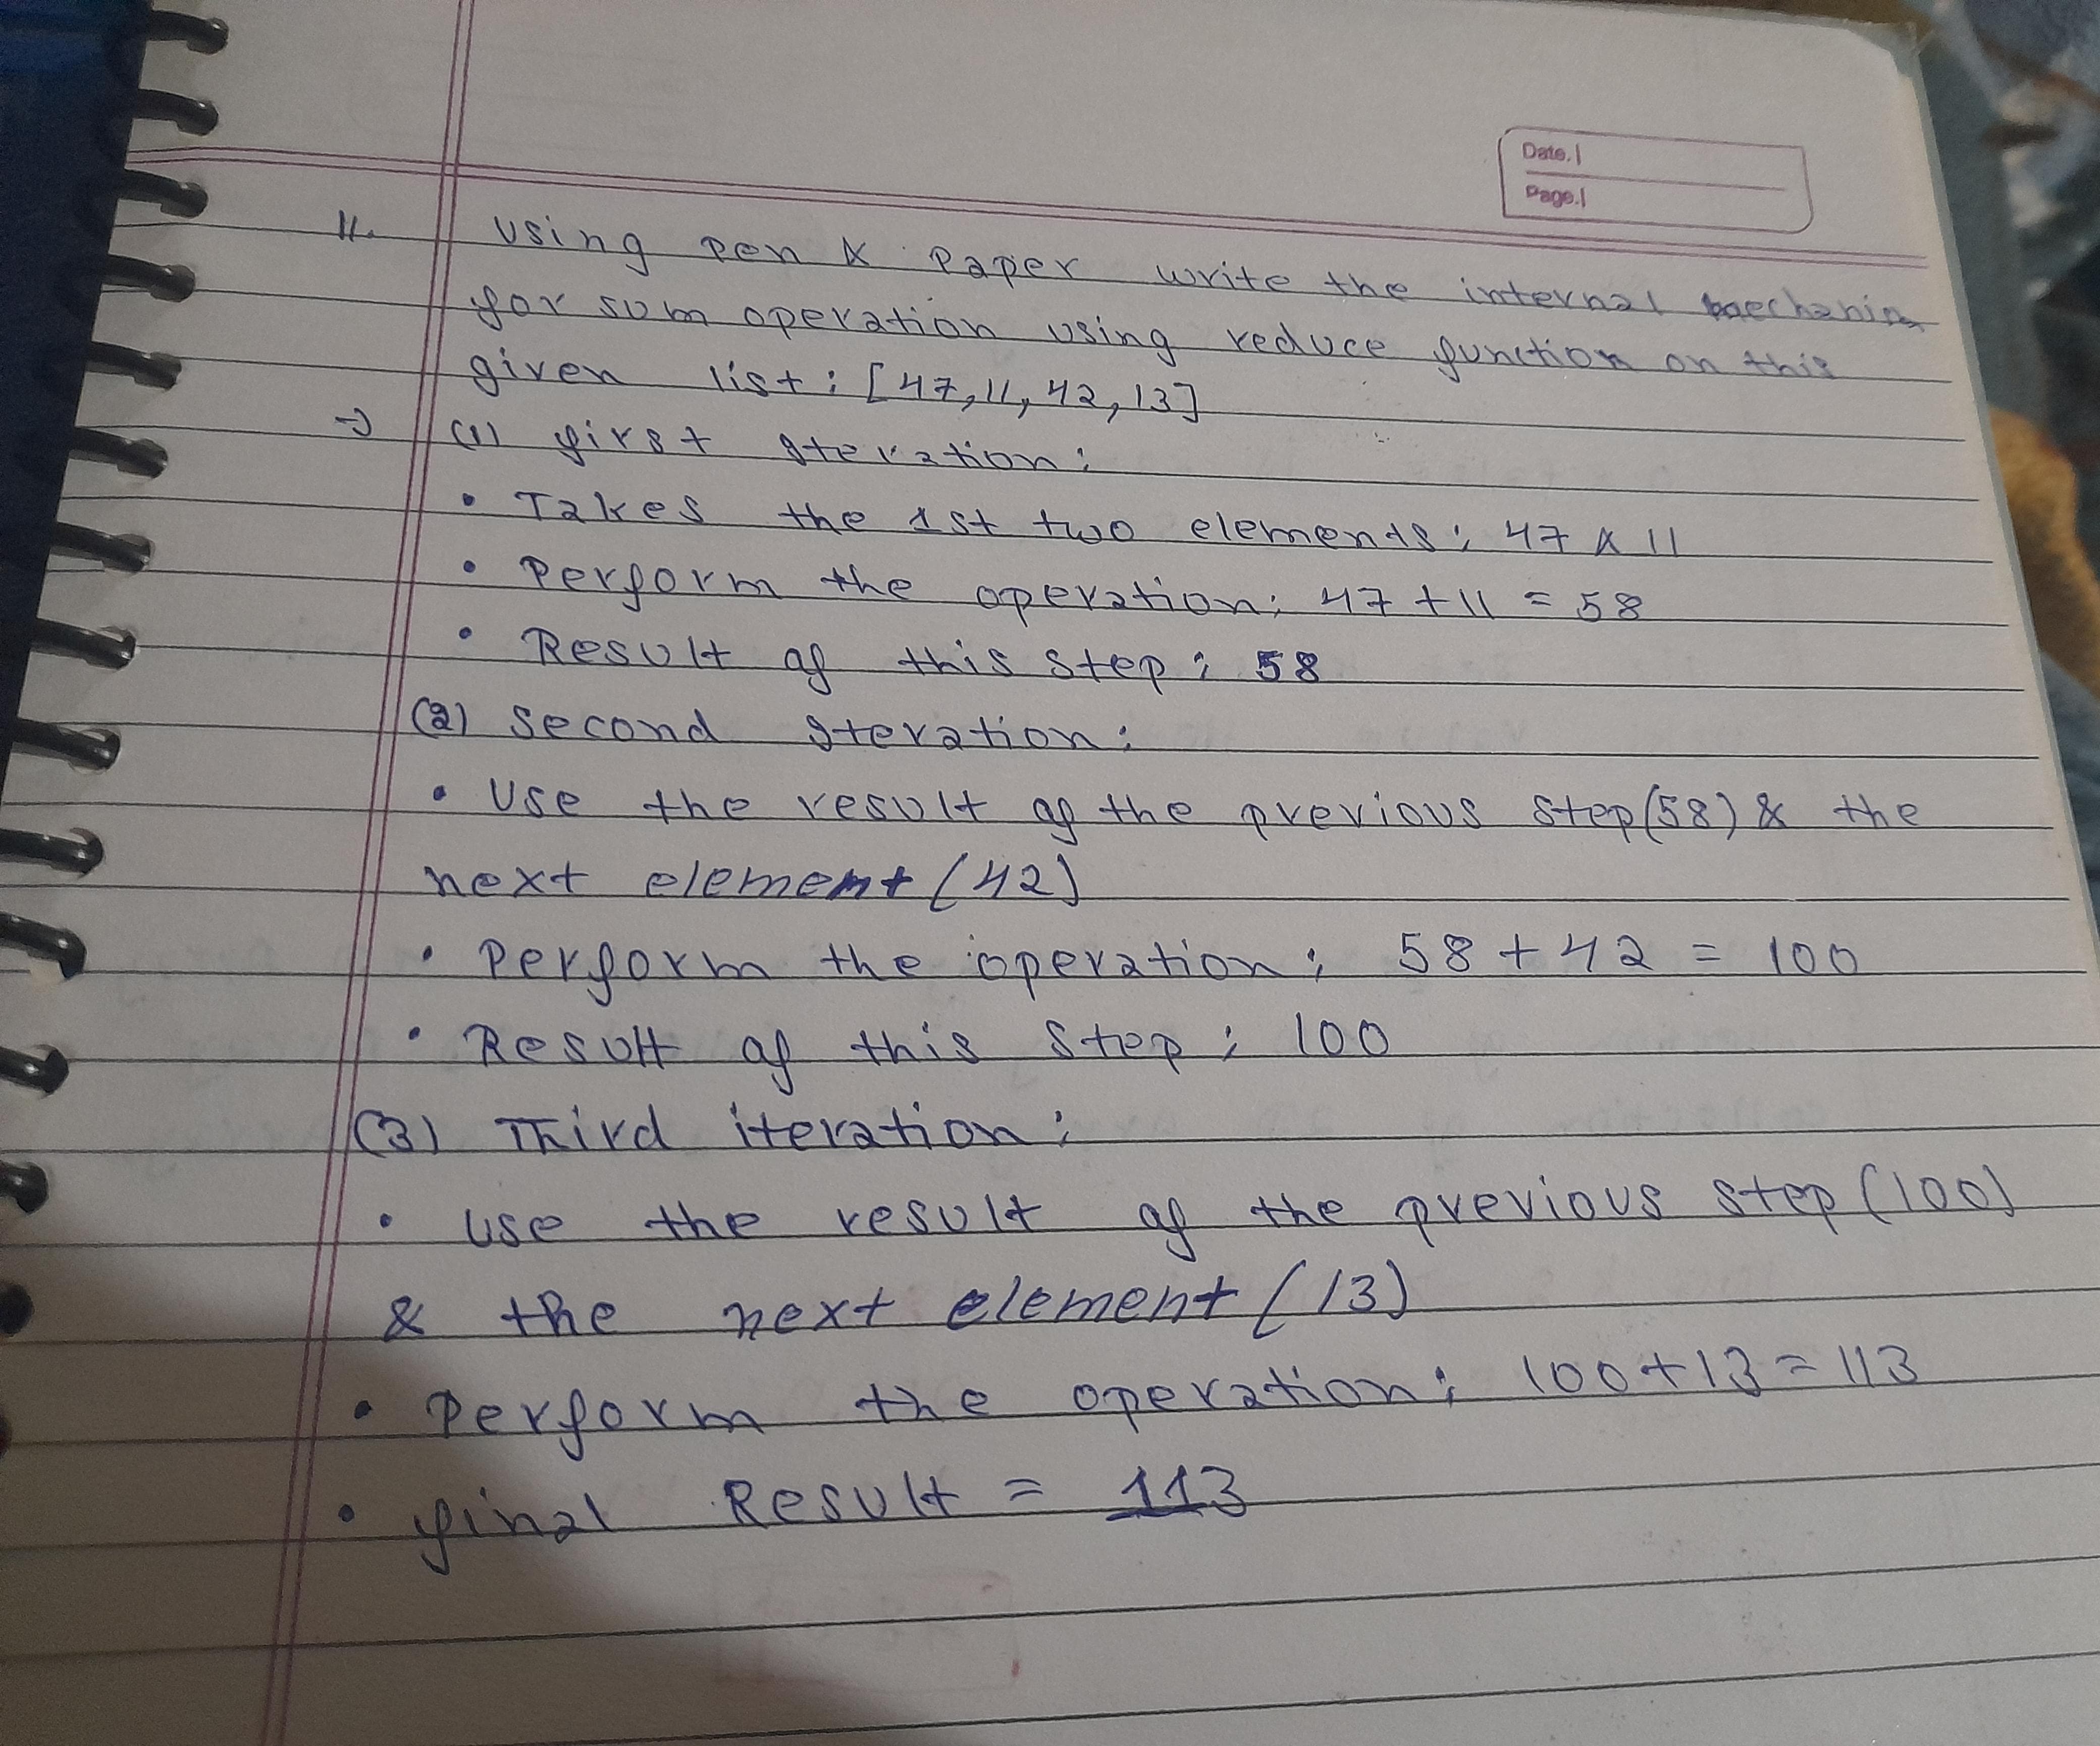 Date.
Page.
11. Using pen & paper write the internal mechanism
for sum operation using reduce function on this
given list: [47, 11, 42, 13]
→ (1) First Iteration:
• Takes the 1st two elements: 47 & 11
• Perform the operation: 47 + 11 = 58
• Result of this step: 58
(2) Second Iteration:
• Use the result of the previous step (58) & the
next element (42)
• Perform the operation: 58 + 42 = 100
• Result of this step: 100
(3) Third iteration:
• use the result of the previous step (100)
& the next element (13)
• Perform the operation: 100 + 13 = 113
• final Result = 113